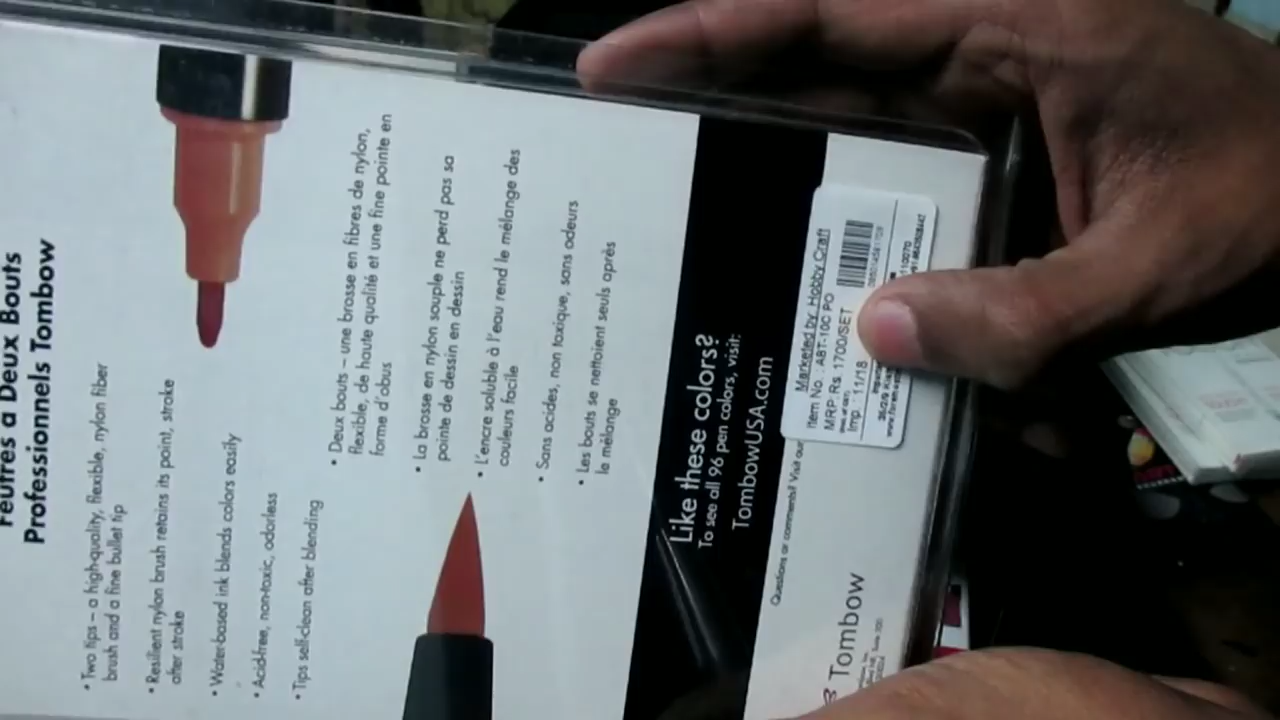 Feutres a Deux Bouts
Professionnels Tombow
• Two tips – a high-quality, flexible, nylon fiber
brush and a fine bullet tip
• Resilient nylon brush retains its point, stroke
after stroke
• Water-based ink blends colors easily
• Acid-free, non-toxic, odorless
• Tips self-clean after blending
• Deux bouts – une brosse en fibres de nylon,
flexible, de haute qualité et une fine pointe en
forme d'obus
• La brosse en nylon souple ne perd pas sa
pointe de dessin en dessin
• L'encre soluble à l'eau rend le mélange des
couleurs facile
• Sans acides, non toxique, sans odeurs
• Les bouts se nettoient seuls après
le mélange
Like these colors?
To see all 96 pen colors, visit:
TombowUSA.com
Questions or comments? Visit our
Tombow
Marketed by Hobby Craft
Item No. : ABT-10C PO
MRP Rs. 1700/SET
Imp. : 11/18